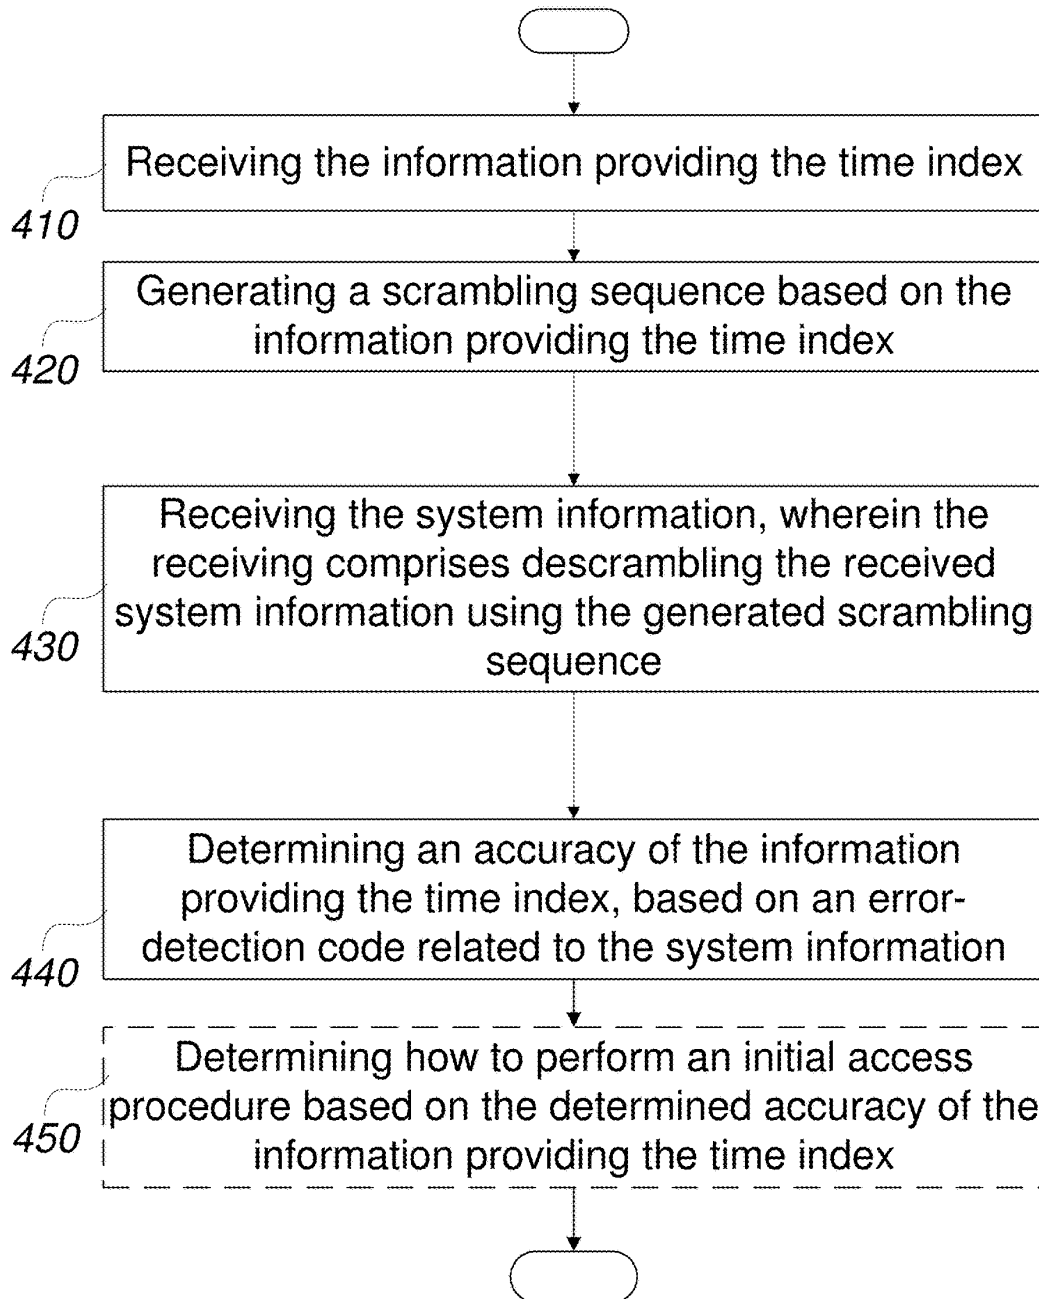 Receiving the information providing the time index
410
Generating a scrambling sequence based on the
information providing the time index
420
Receiving the system information, wherein the
receiving comprises descrambling the received
system information using the generated scrambling
sequence
430
Determining an accuracy of the information
providing the time index, based on an error-
detection code related to the system information
440
Determining how to perform an initial access
procedure based on the determined accuracy of the
information providing the time index
450